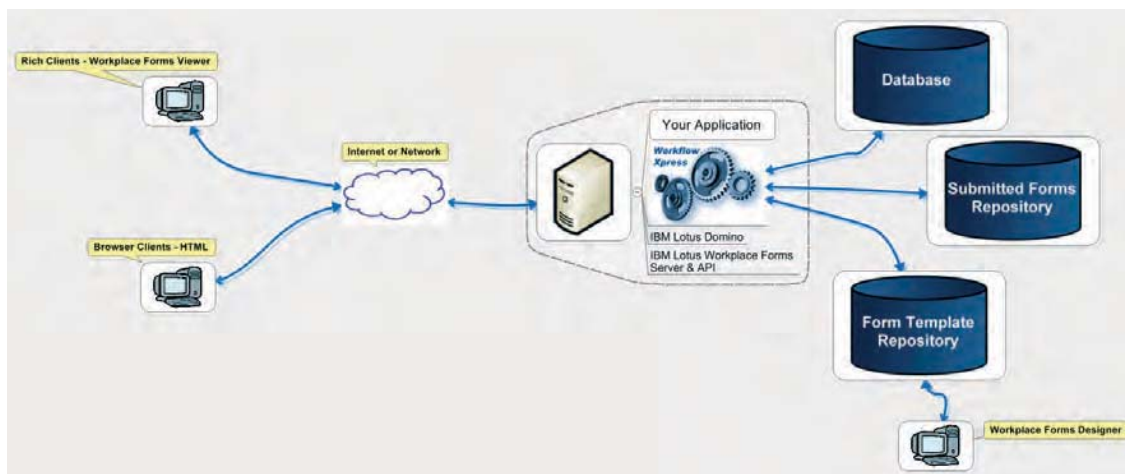 Rich Clients - Workplace Forms Viewer
Internet or Network
Browser Clients - HTML
Your Application
Workflow
Xpress
IBM Lotus Domino
IBM Lotus Workplace Forms
Server & API
Database
Submitted Forms
Repository
Form Template
Repository
Workplace Forms Designer